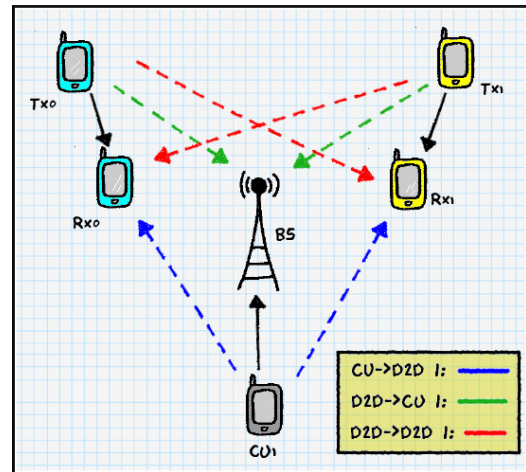 Tx0
Tx1
Rx0
Rx1
BS
CU1
CU->D2D I:
D2D->CU I:
D2D->D2D I: